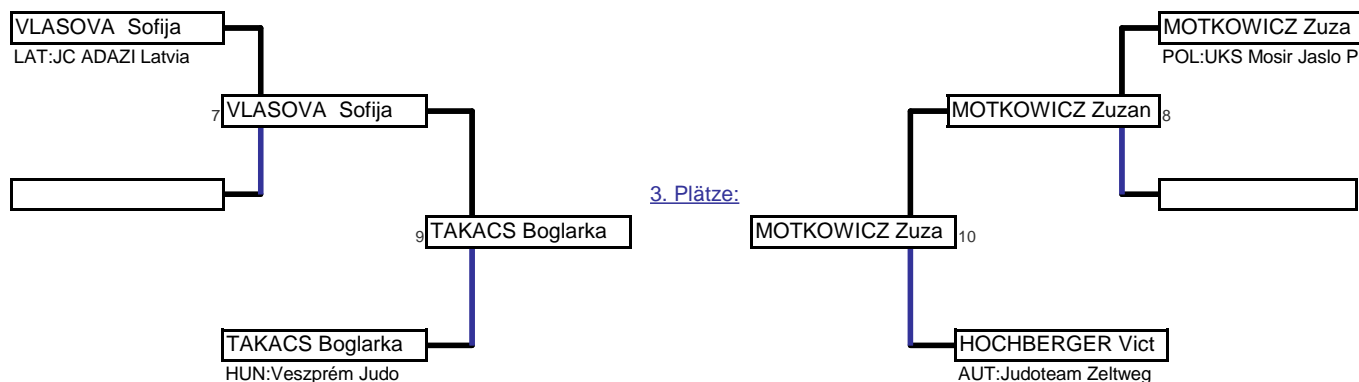 VLASOVA Sofija
LAT:JC ADAZI Latvia
MOTKOWICZ Zuza
POL:UKS Mosir Jaslo P
7 VLASOVA Sofija
MOTKOWICZ Zuzan 8
3. Plätze:
9 TAKACS Boglarka
MOTKOWICZ Zuza 10
TAKACS Boglarka
HUN:Veszprém Judo
HOCHBERGER Vict
AUT:Judoteam Zeltweg